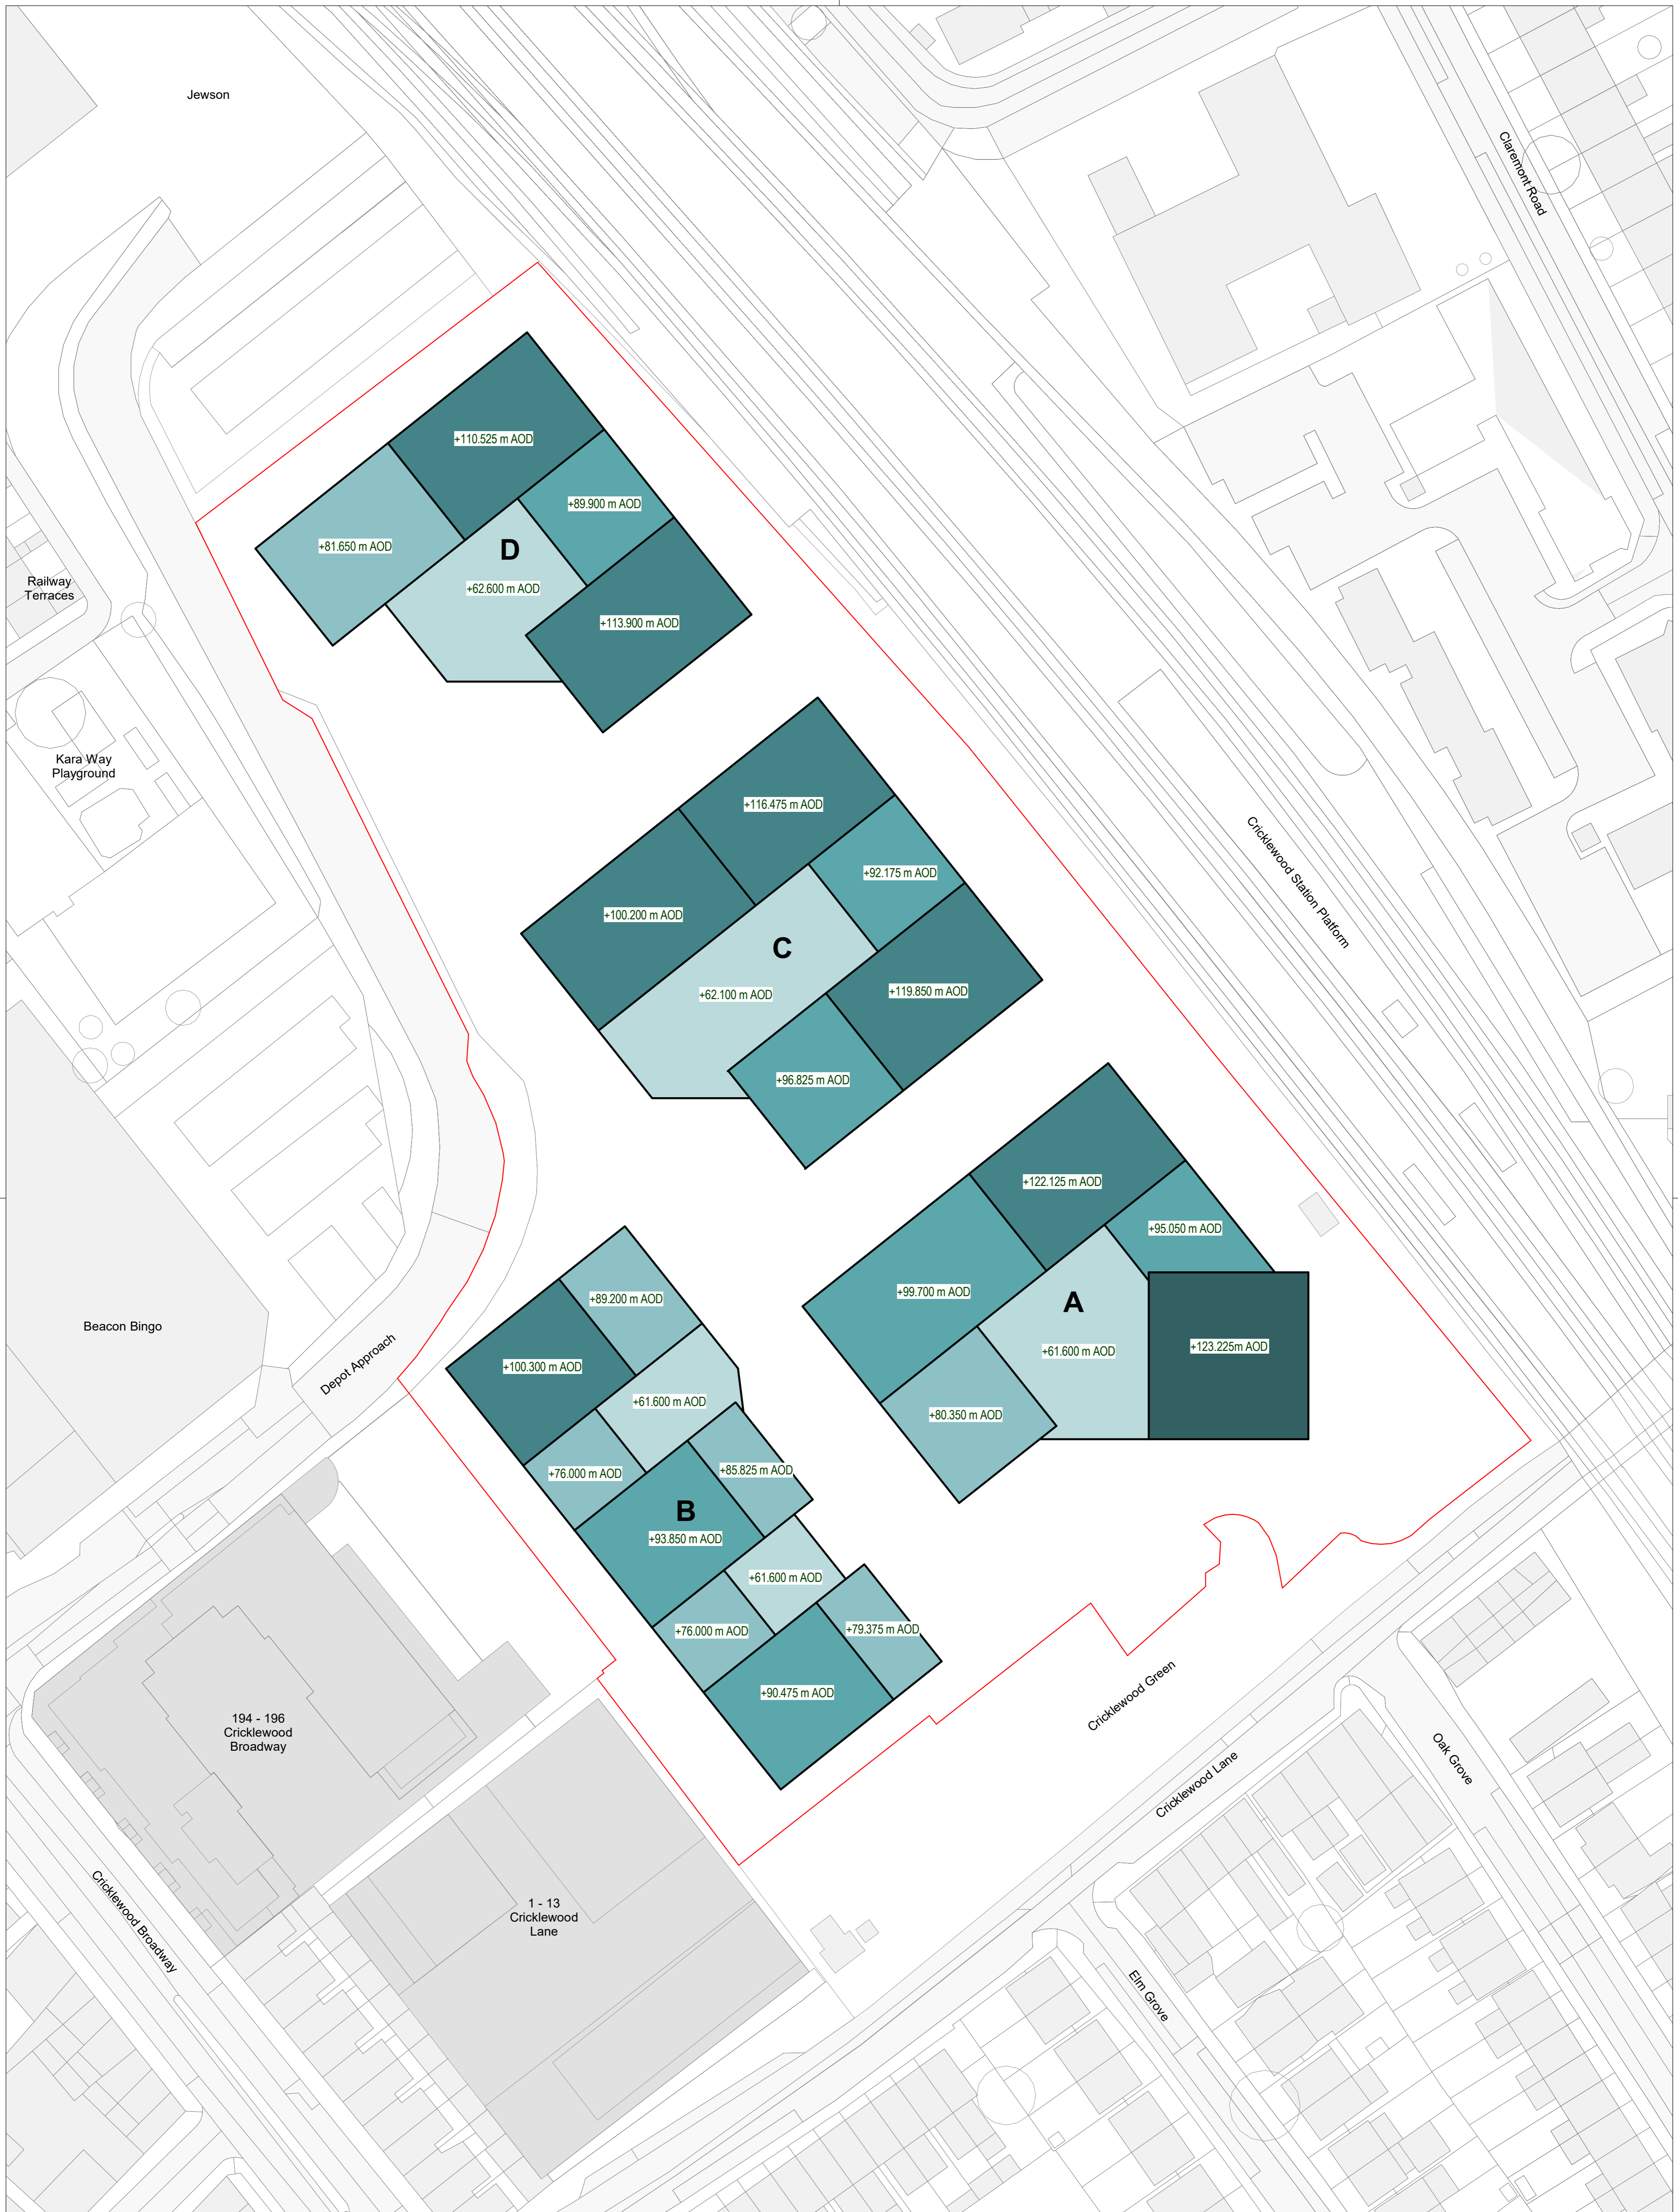 Jewson
Claremont Road
+110.525 m AOD
+89.900 m AOD
+81.650 m AOD
D
+62.600 m AOD
+113.900 m AOD
Railway
Terraces
Kara Way
Playground
+116.475 m AOD
+92.175 m AOD
+100.200 m AOD
C
+62.100 m AOD
+119.850 m AOD
+96.825 m AOD
Cricklewood Station Platform
+122.125 m AOD
+95.050 m AOD
+99.700 m AOD
A
+61.600 m AOD
+123.225m AOD
+80.350 m AOD
+89.200 m AOD
+100.300 m AOD
+61.600 m AOD
+76.000 m AOD
+85.825 m AOD
B
+93.850 m AOD
+61.600 m AOD
+76.000 m AOD
+79.375 m AOD
+90.475 m AOD
Beacon Bingo
Depot Approach
194 - 196
Cricklewood
Broadway
Cricklewood Green
Cricklewood Lane
Oak Grove
Cricklewood Broadway
1 - 13
Cricklewood
Lane
Elm Grove